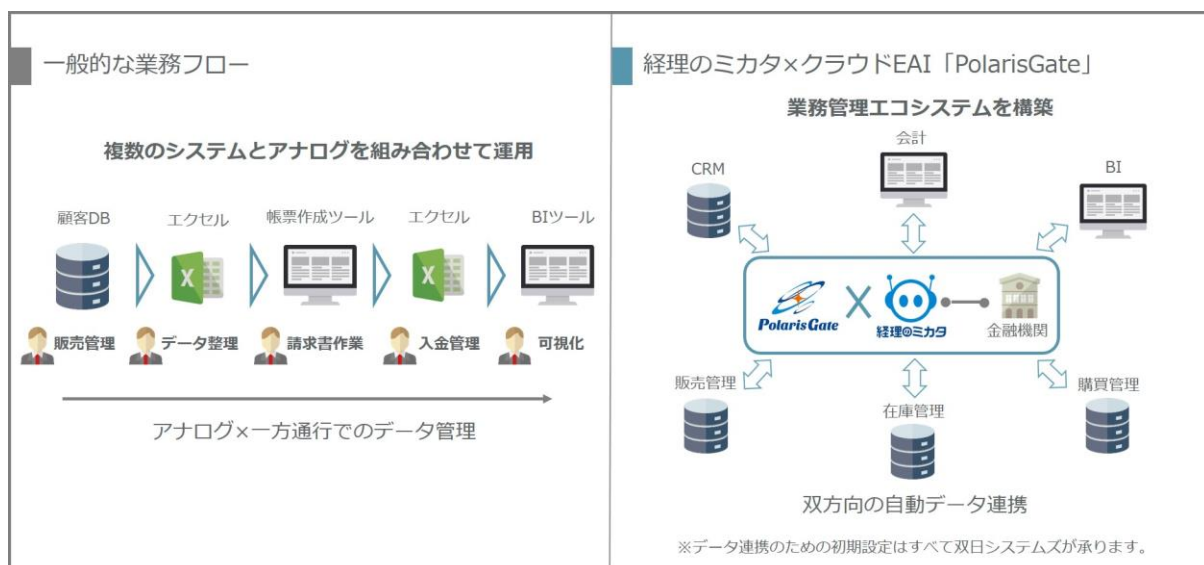 一般的な業務フロー
複数のシステムとアナログを組み合わせて運用
顧客DB
エクセル
帳票作成ツール
エクセル
BIツール
X
X
販売管理
データ整理
請求書作業
入金管理
可視化
アナログ×一方通行でのデータ管理
経理のミカタ×クラウドEAI「PolarisGate」
業務管理エコシステムを構築
会計
CRM
BI
PolarisGate
X
経理のミカタ
金融機関
販売管理
在庫管理
購買管理
双方向の自動データ連携
※データ連携のための初期設定はすべて双日システムズが承ります。